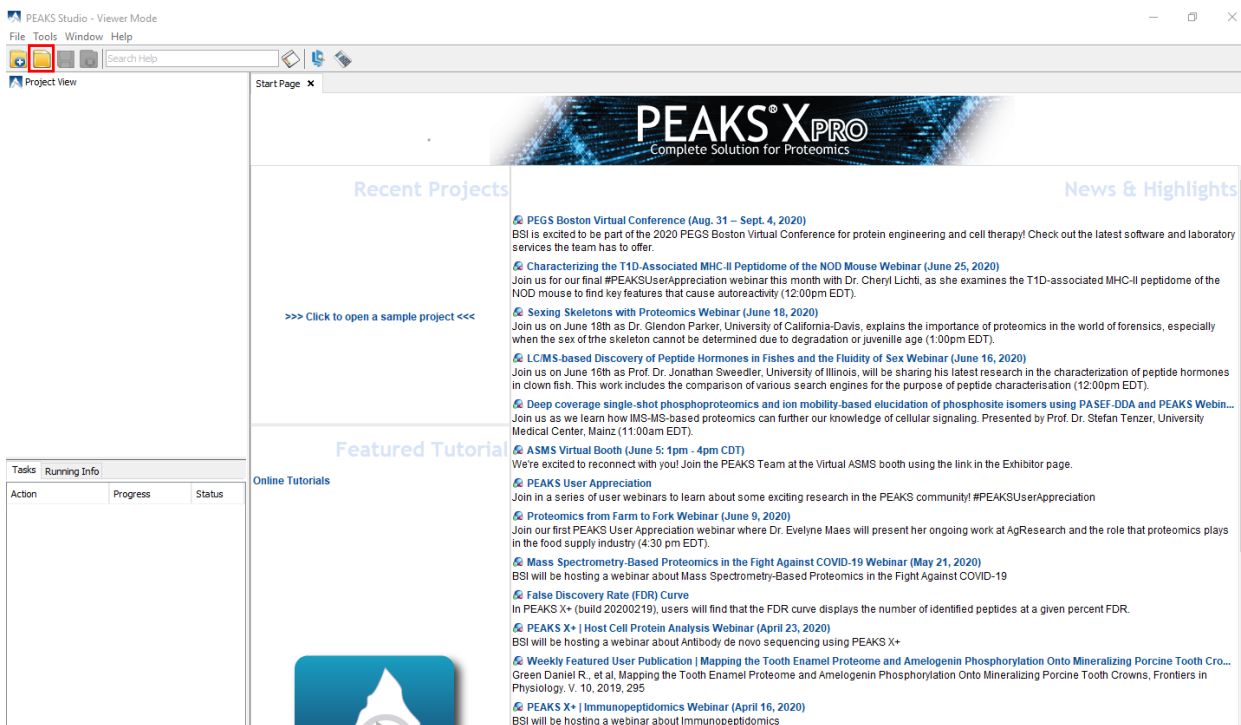 PEAKS Studio - Viewer Mode
File Tools Window Help
Search Help
Project View
Start Page
PEAKS® XPRO
Complete Solution for Proteomics
Recent Projects
>>> Click to open a sample project <<<
Featured Tutorial
Online Tutorials
News & Highlights
PEGS Boston Virtual Conference (Aug. 31 – Sept. 4, 2020)
BSI is excited to be part of the 2020 PEGS Boston Virtual Conference for protein engineering and cell therapy! Check out the latest software and laboratory
services the team has to offer.
Characterizing the T1D-Associated MHC-II Peptidome of the NOD Mouse Webinar (June 25, 2020)
Join us for our final #PEAKSUserAppreciation webinar this month with Dr. Cheryl Lichti, as she examines the T1D-associated MHC-II peptidome of the
NOD mouse to find key features that cause autoreactivity (12:00pm EDT).
Sexing Skeletons with Proteomics Webinar (June 18, 2020)
Join us on June 18th as Dr. Glendon Parker, University of California-Davis, explains the importance of proteomics in the world of forensics, especially
when the sex of trhe skeleton cannot be determined due to degradation or juvenille age (1:00pm EDT).
LC/MS-based Discovery of Peptide Hormones in Fishes and the Fluidity of Sex Webinar (June 16, 2020)
Join us on June 16th as Prof. Dr. Jonathan Sweedler, University of Illinois, will be sharing his latest research in the characterization of peptide hormones
in clown fish. This work includes the comparison of various search engines for the purpose of peptide characterisation (12:00pm EDT).
Deep coverage single-shot phosphoproteomics and ion mobility-based elucidation of phosphosite isomers using PASEF-DDA and PEAKS Webin...
Join us as we learn how IMS-MS-based proteomics can further our knowledge of cellular signaling. Presented by Prof. Dr. Stefan Tenzer, University
Medical Center, Mainz (11:00am EDT).
ASMS Virtual Booth (June 5: 1pm - 4pm CDT)
We're excited to reconnect with you! Join the PEAKS Team at the Virtual ASMS booth using the link in the Exhibitor page.
PEAKS User Appreciation
Join in a series of user webinars to learn about some exciting research in the PEAKS community! #PEAKSUserAppreciation
Proteomics from Farm to Fork Webinar (June 9, 2020)
Join our first PEAKS User Appreciation webinar where Dr. Evelyne Maes will present her ongoing work at AgResearch and the role that proteomics plays
in the food supply industry (4:30 pm EDT).
Mass Spectrometry-Based Proteomics in the Fight Against COVID-19 Webinar (May 21, 2020)
BSI will be hosting a webinar about Mass Spectrometry-Based Proteomics in the Fight Against COVID-19
False Discovery Rate (FDR) Curve
In PEAKS X+ (build 20200219), users will find that the FDR curve displays the number of identified peptides at a given percent FDR.
PEAKS X+ | Host Cell Protein Analysis Webinar (April 23, 2020)
BSI will be hosting a webinar about Antibody de novo sequencing using PEAKS X+
Weekly Featured User Publication | Mapping the Tooth Enamel Proteome and Amelogenin Phosphorylation Onto Mineralizing Porcine Tooth Cro...
Green Daniel R., et al, Mapping the Tooth Enamel Proteome and Amelogenin Phosphorylation Onto Mineralizing Porcine Tooth Crowns, Frontiers in
Physiology. V. 10, 2019, 295
PEAKS X+ | Immunopeptidomics Webinar (April 16, 2020)
BSI will be hosting a webinar about Immunopeptidomics
Tasks Running Info
Action Progress Status